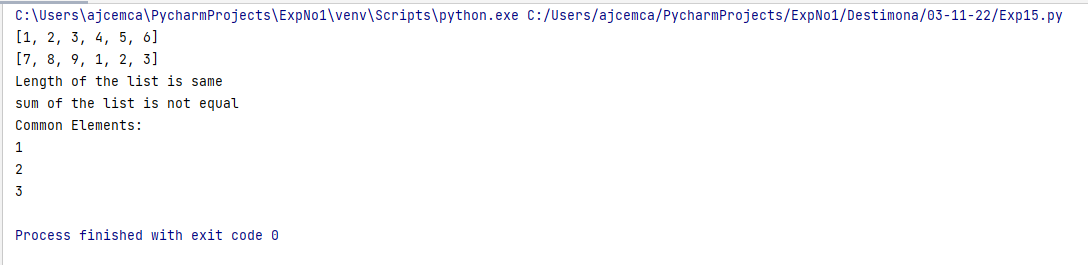 C:\Users\ajcemca\PycharmProjects\ExpNo1\venv\Scripts\python.exe C:/Users/ajcemca/PycharmProjects/ExpNo1/Destimona/03-11-22/Exp15.py
[1, 2, 3, 4, 5, 6]
[7, 8, 9, 1, 2, 3]
Length of the list is same
sum of the list is not equal
Common Elements:
1
2
3
Process finished with exit code 0